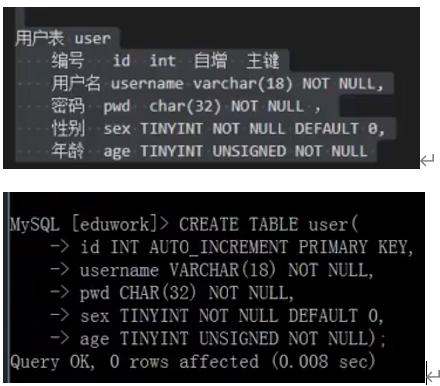 用户表 user
编号 id int 自增 主键
用户名 username varchar(18) NOT NULL,
密码 pwd char(32) NOT NULL ，
性别 sex TINYINT NOT NULL DEFAULT 0,
年龄 age TINYINT UNSIGNED NOT NULL
MySQL [eduwork]> CREATE TABLE user(
-> id INT AUTO_INCREMENT PRIMARY KEY,
-> username VARCHAR(18) NOT NULL,
-> pwd CHAR(32) NOT NULL,
-> sex TINYINT NOT NULL DEFAULT 0,
-> age TINYINT UNSIGNED NOT NULL);
Query OK, 0 rows affected (0.008 sec)